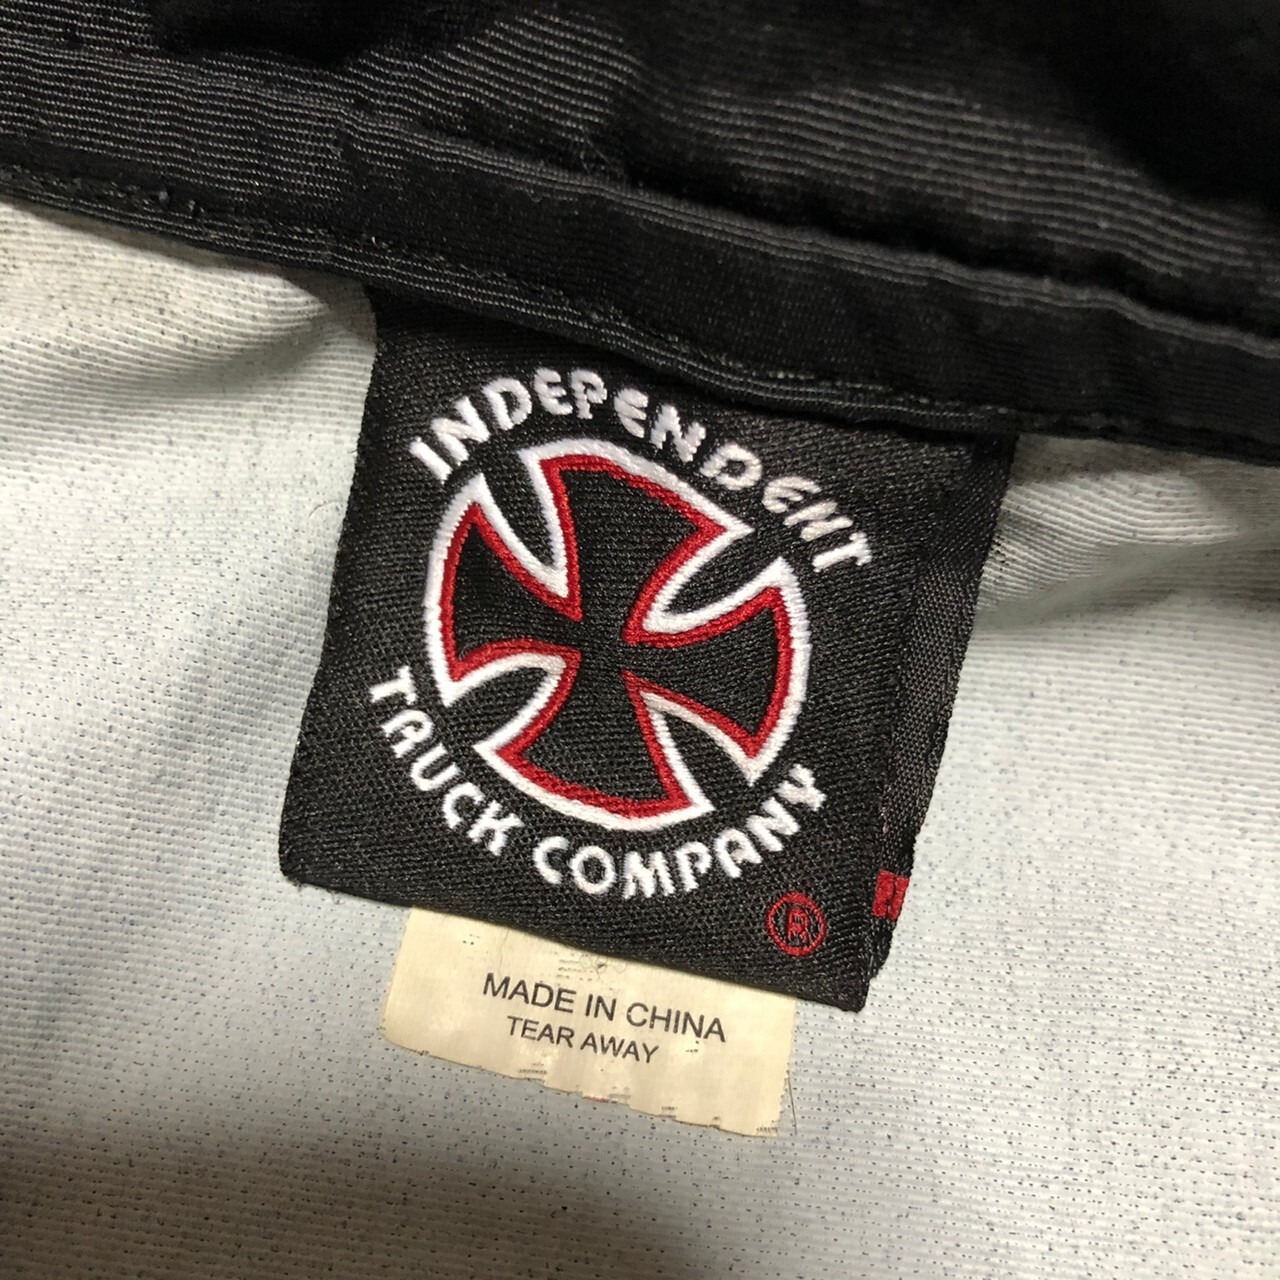 INDEPENDENT
TRUCK COMPANY
®
MADE IN CHINA
TEAR AWAY